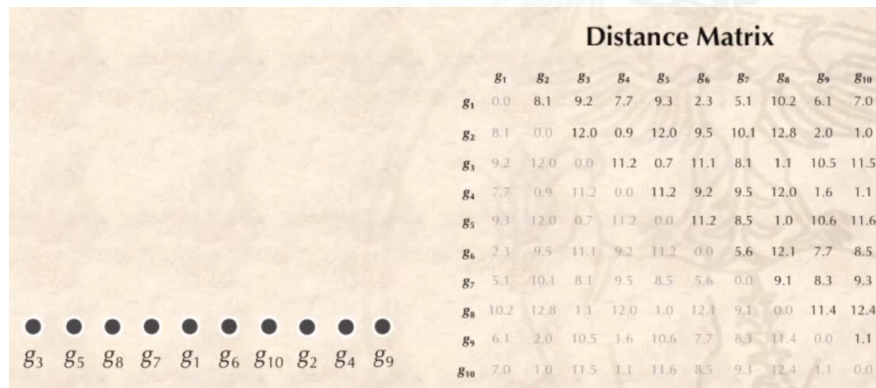 Distance Matrix
g₁ g₂ g₃ g₄ g₅ g₆ g₇ g₈ g₉ g₁₀
g₁ 0.0 8.1 9.2 7.7 9.3 2.3 5.1 10.2 6.1 7.0
g₂ 8.1 0.0 12.0 0.9 12.0 9.5 10.1 12.8 2.0 1.0
g₃ 9.2 12.0 0.0 11.2 0.7 11.1 8.1 1.1 10.5 11.5
g₄ 7.7 0.9 11.2 0.0 11.2 9.2 9.5 12.0 1.6 1.1
g₅ 9.3 12.0 0.7 11.2 0.0 11.2 8.5 1.0 10.6 11.6
g₆ 2.3 9.5 11.1 9.2 11.2 0.0 5.6 12.1 7.7 8.5
g₇ 5.1 10.1 8.1 9.5 8.5 5.6 0.0 9.1 8.3 9.3
g₈ 10.2 12.8 1.1 12.0 1.0 12.1 9.1 0.0 11.4 12.4
g₉ 6.1 2.0 10.5 1.6 10.6 7.7 8.3 11.4 0.0 1.1
g₁₀ 7.0 1.0 11.5 1.1 11.6 8.5 9.3 12.4 1.1 0.0
g₃ g₅ g₈ g₇ g₁ g₆ g₁₀ g₂ g₄ g₉